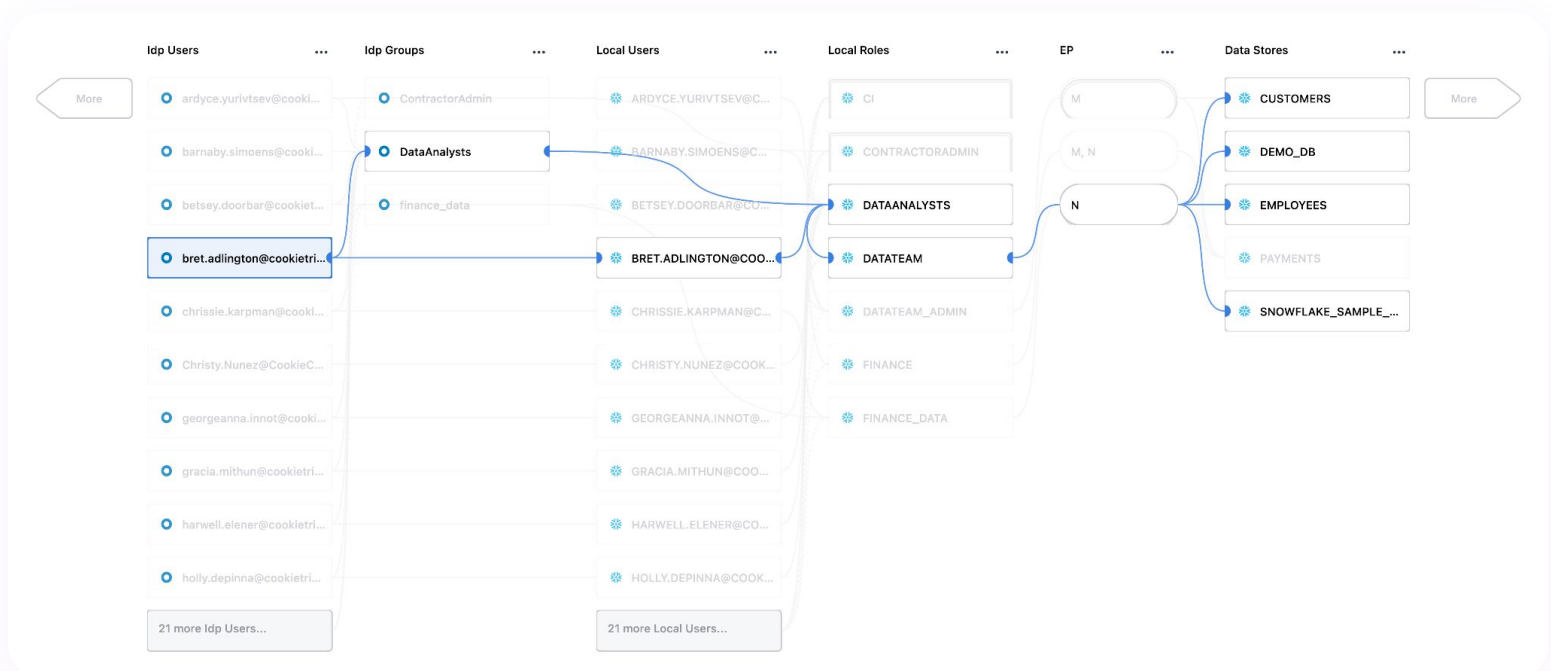 Idp Users ...
Idp Groups ...
Local Users ...
Local Roles ...
EP ...
Data Stores ...
More
ardyce.yurivtsev@cooki...
ContractorAdmin
ARDYCE.YURIVTSEV@C...
CI
M
CUSTOMERS
More
barnaby.simoens@cooki...
DataAnalysts
BARNABY.SIMOENS@C...
CONTRACTORADMIN
M, N
DEMO_DB
betsey.doorbar@cookiet...
finance_data
BETSEY.DOORBAR@CO...
DATAANALYSTS
N
EMPLOYEES
bret.adlington@cookietri...
BRET.ADLINGTON@COO...
DATATEAM
PAYMENTS
chrissie.karpman@cooki...
CHRISSIE.KARPMAN@C...
DATATEAM_ADMIN
SNOWFLAKE_SAMPLE_...
Christy.Nunez@CookieC...
CHRISTY.NUNEZ@COOK...
FINANCE
georgeanna.innot@cooki...
GEORGEANNA.INNOT@...
FINANCE_DATA
gracia.mithun@cookietri...
GRACIA.MITHUN@COO...
harwell.elener@cookietri...
HARWELL.ELENER@CO...
holly.depinna@cookietri...
HOLLY.DEPINNA@COOK...
21 more Idp Users...
21 more Local Users...